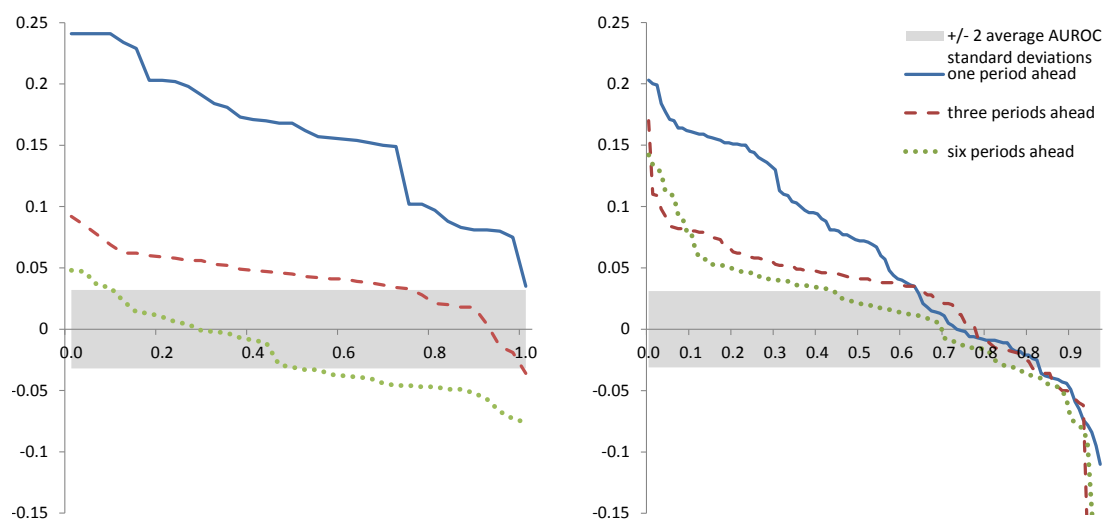 0.25
0.2
0.15
0.1
0.05
0
-0.05
-0.1
-0.15
0.0 0.2 0.4 0.6 0.8 1.0
0.25
0.2
0.15
0.1
0.05
0
-0.05
-0.1
-0.15
0.0 0.1 0.2 0.3 0.4 0.5 0.6 0.7 0.8 0.8 0.9
+/- 2 average AUROC
standard deviations
one period ahead
three periods ahead
six periods ahead